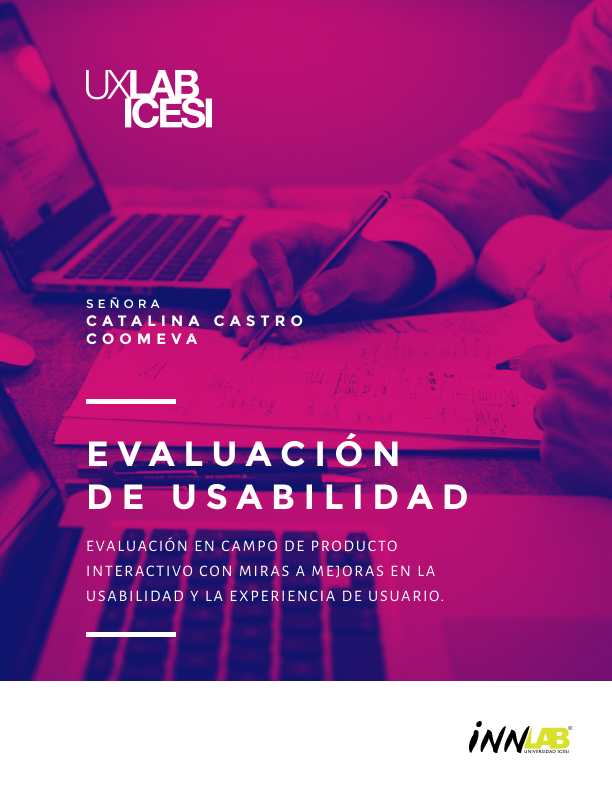 UXLAB
ICESI
SEÑORA
CATALINA CASTRO
COOMEVA
EVALUACIÓN
DE USABILIDAD
EVALUACIÓN EN CAMPO DE PRODUCTO
INTERACTIVO CON MIRAS A MEJORAS EN LA
USABILIDAD Y LA EXPERIENCIA DE USUARIO.
iNNLAB®
UNIVERSIDAD ICESI